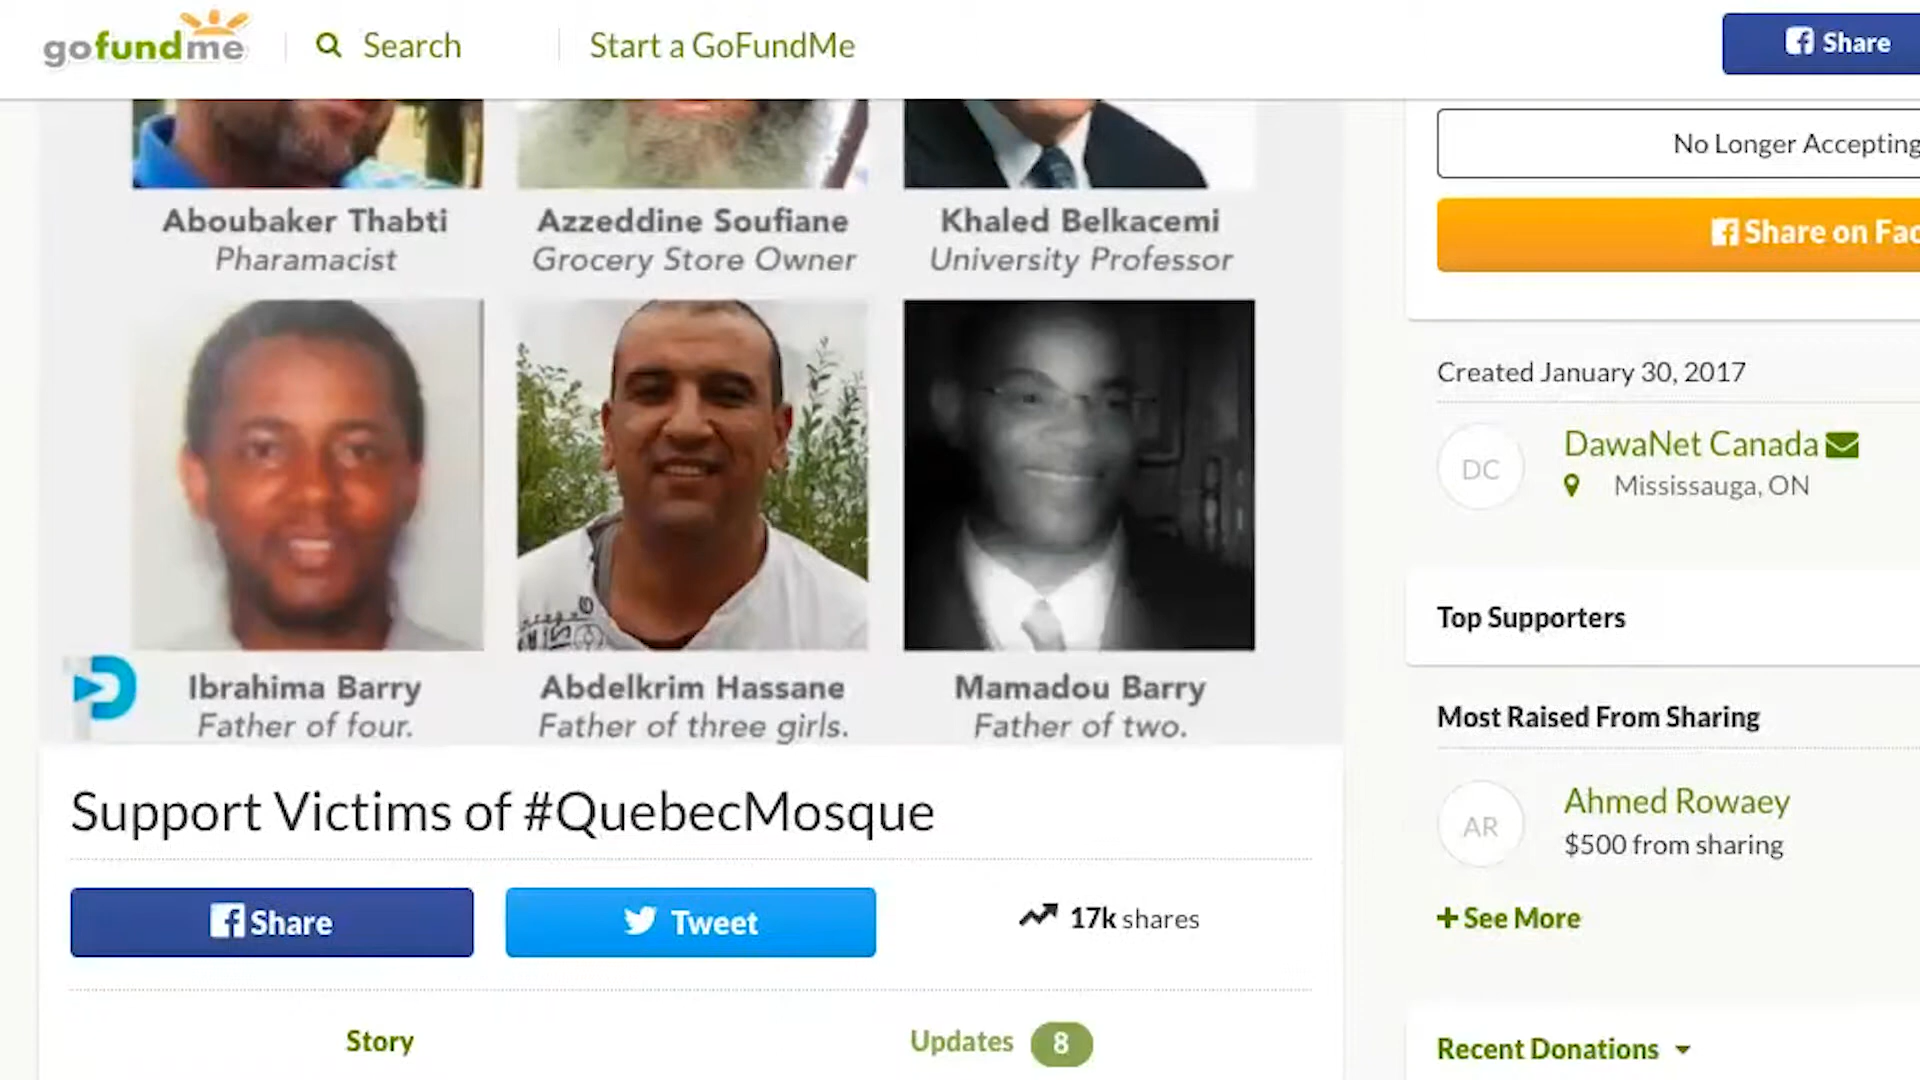 gofundme
Search
Start a GoFundMe
Share
No Longer Accepting
Share on Fac
Aboubaker Thabti
Pharamacist
Azzeddine Soufiane
Grocery Store Owner
Khaled Belkacemi
University Professor
Ibrahima Barry
Father of four.
Abdelkrim Hassane
Father of three girls.
Mamadou Barry
Father of two.
Support Victims of #QuebecMosque
Share
Tweet
17k shares
Story
Updates 8
Created January 30, 2017
DC
DawaNet Canada
Mississauga, ON
Top Supporters
Most Raised From Sharing
AR
Ahmed Rowaey
$500 from sharing
+ See More
Recent Donations